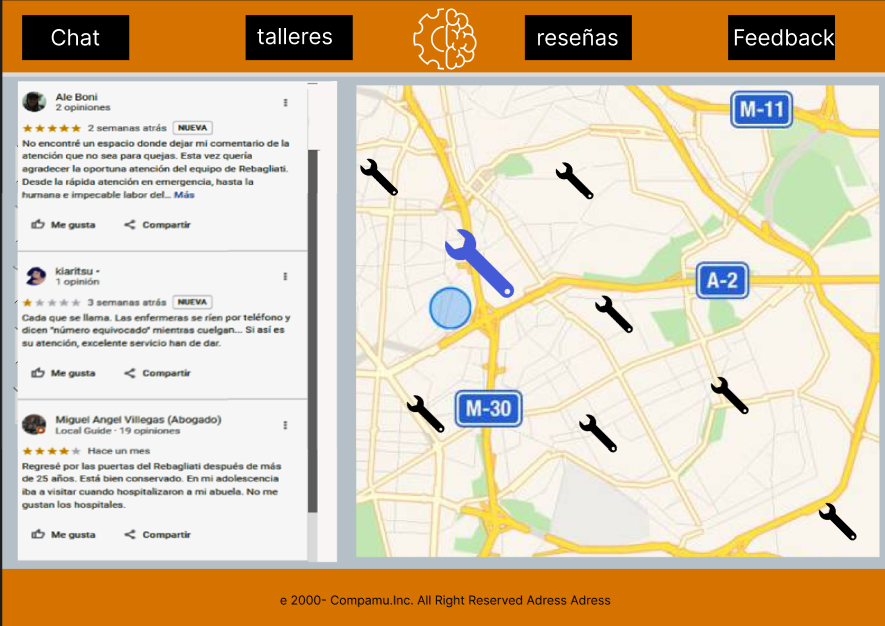 Chat
talleres
reseñas
Feedback
Ale Boni
2 opiniones
2 semanas atrás NUEVA
No encontré un espacio donde dejar mi comentario de la
atención que no sea para quejas. Esta vez quería
agradecer la oportuna atención del equipo de Rebagliati.
Desde la rápida atención en emergencia, hasta la
humana e impecable labor del... Más
Me gusta Compartir
kiaritsu -
1 opinión
3 semanas atrás NUEVA
Cada que se llama. Las enfermeras se ríen por teléfono y
dicen "número equivocado" mientras cuelgan... Si así es
su atención, excelente servicio han de dar.
Me gusta Compartir
Miguel Angel Villegas (Abogado)
Local Guide · 19 opiniones
Hace un mes
Regresé por las puertas del Rebagliati después de más
de 25 años. Está bien conservado. En mi adolescencia
iba a visitar cuando hospitalizaron a mi abuela. No me
gustan los hospitales.
Me gusta Compartir
M-11
A-2
M-30
e 2000- Compamu.Inc. All Right Reserved Adress Adress